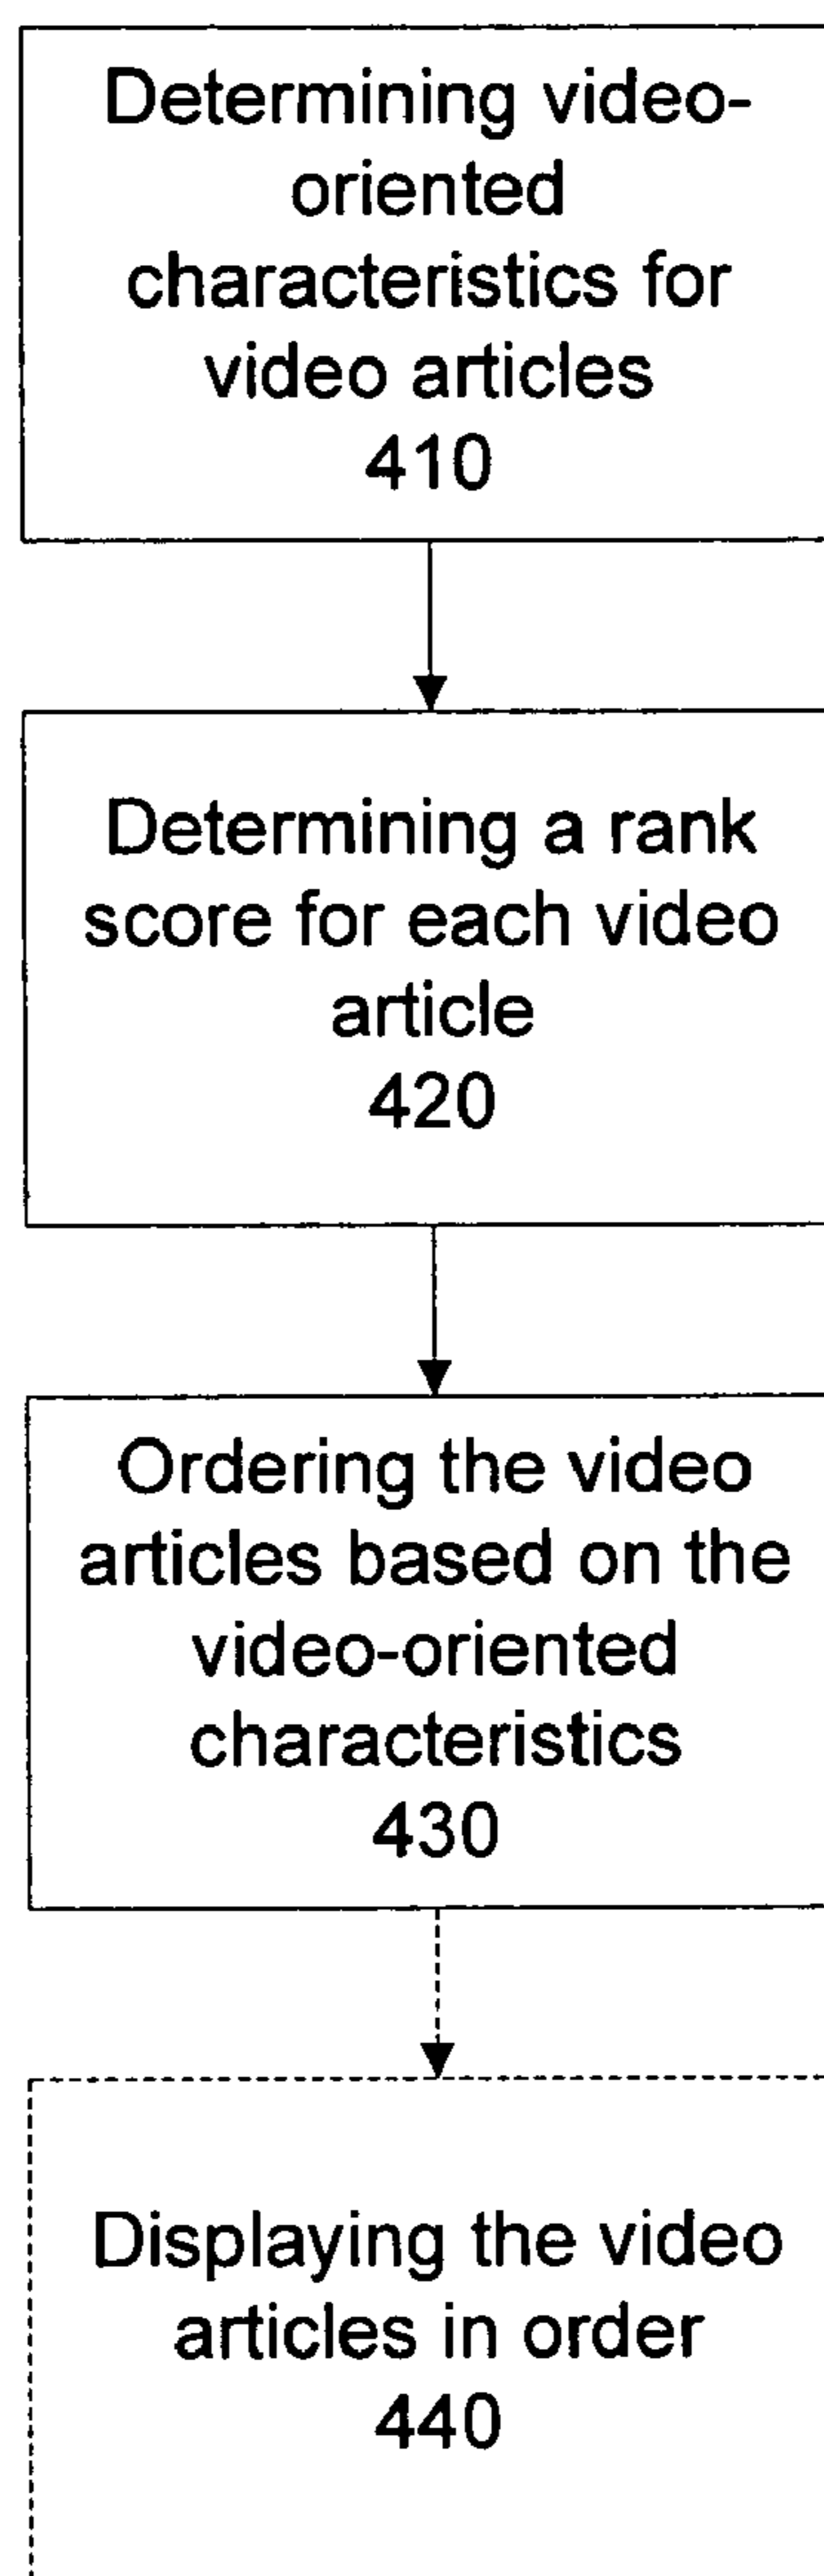 Determining video-
oriented
characteristics for
video articles
410
Determining a rank
score for each video
article
420
Ordering the video
articles based on the
video-oriented
characteristics
430
Displaying the video
articles in order
440